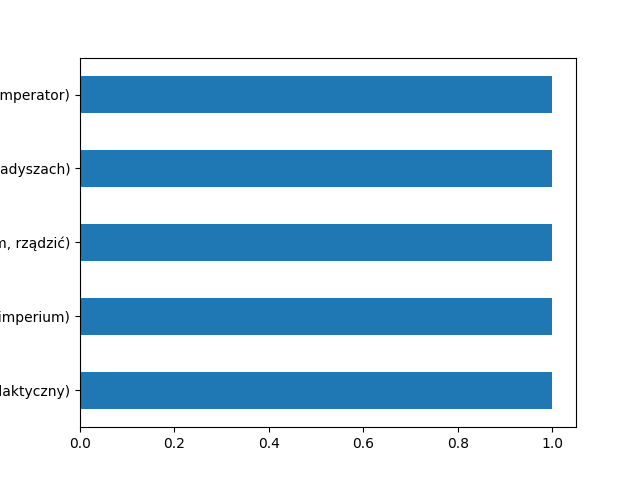 mperator)
adyszach)
m, rządzić)
imperium)
laktyczny)
0.0 0.2 0.4 0.6 0.8 1.0